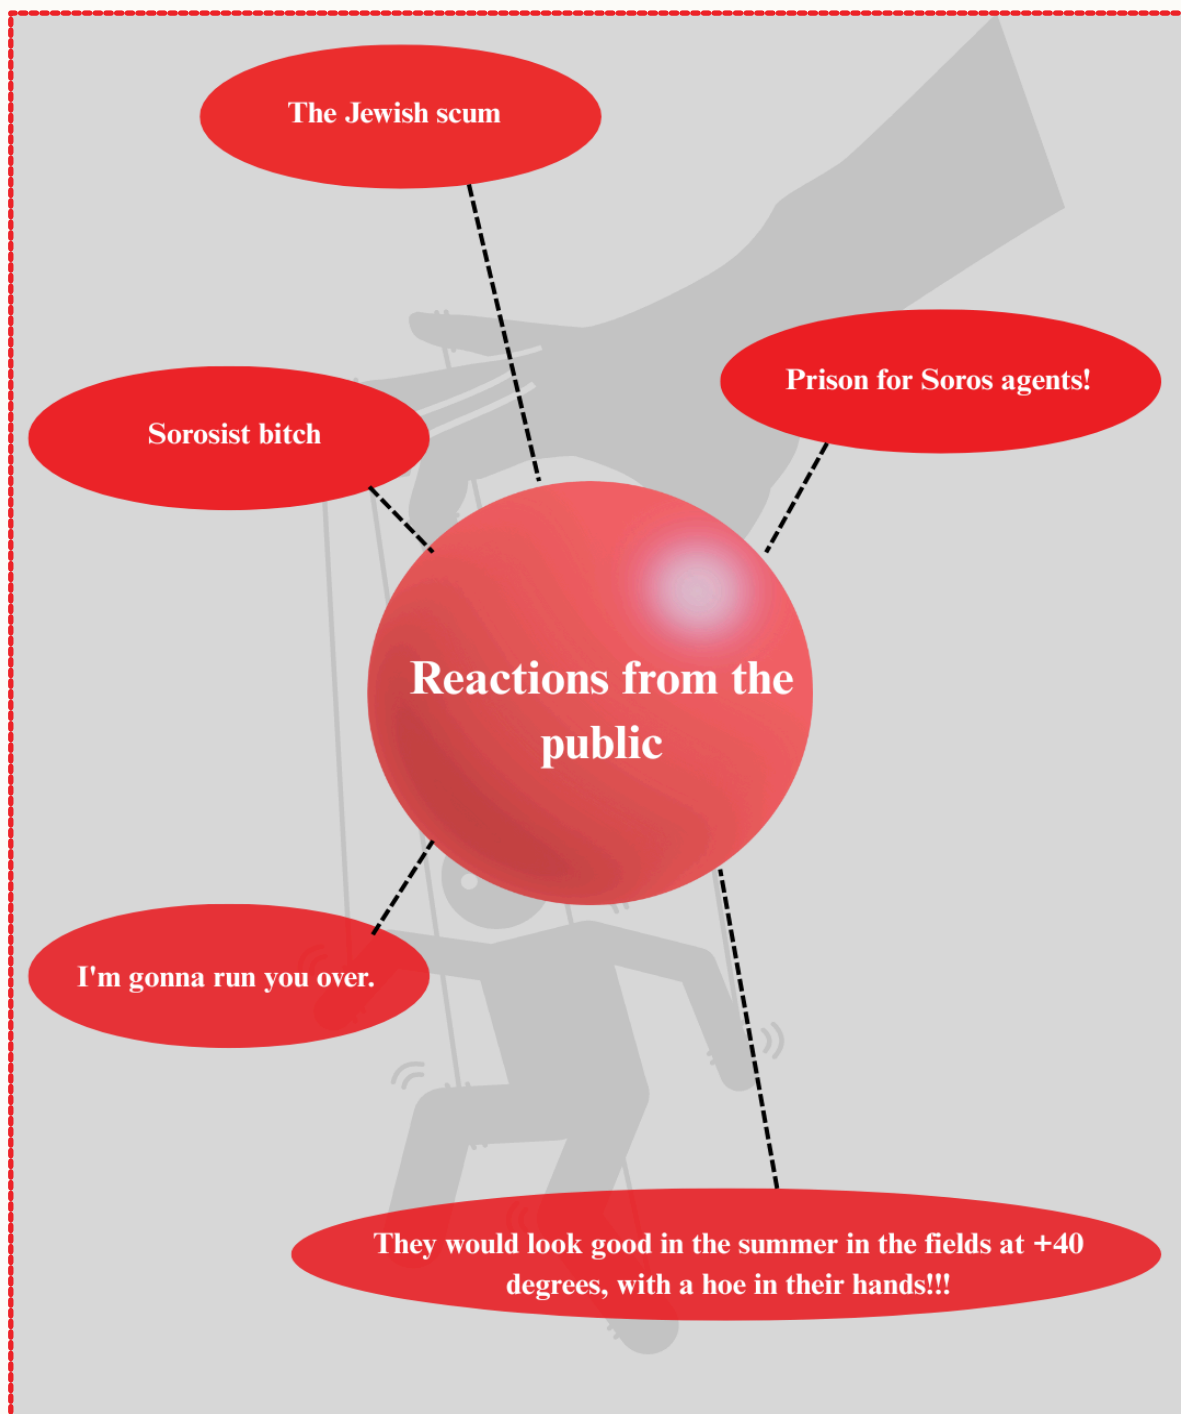 The Jewish scum
Prison for Soros agents!
Sorosist bitch
Reactions from the
public
I'm gonna run you over.
They would look good in the summer in the fields at +40
degrees, with a hoe in their hands!!!